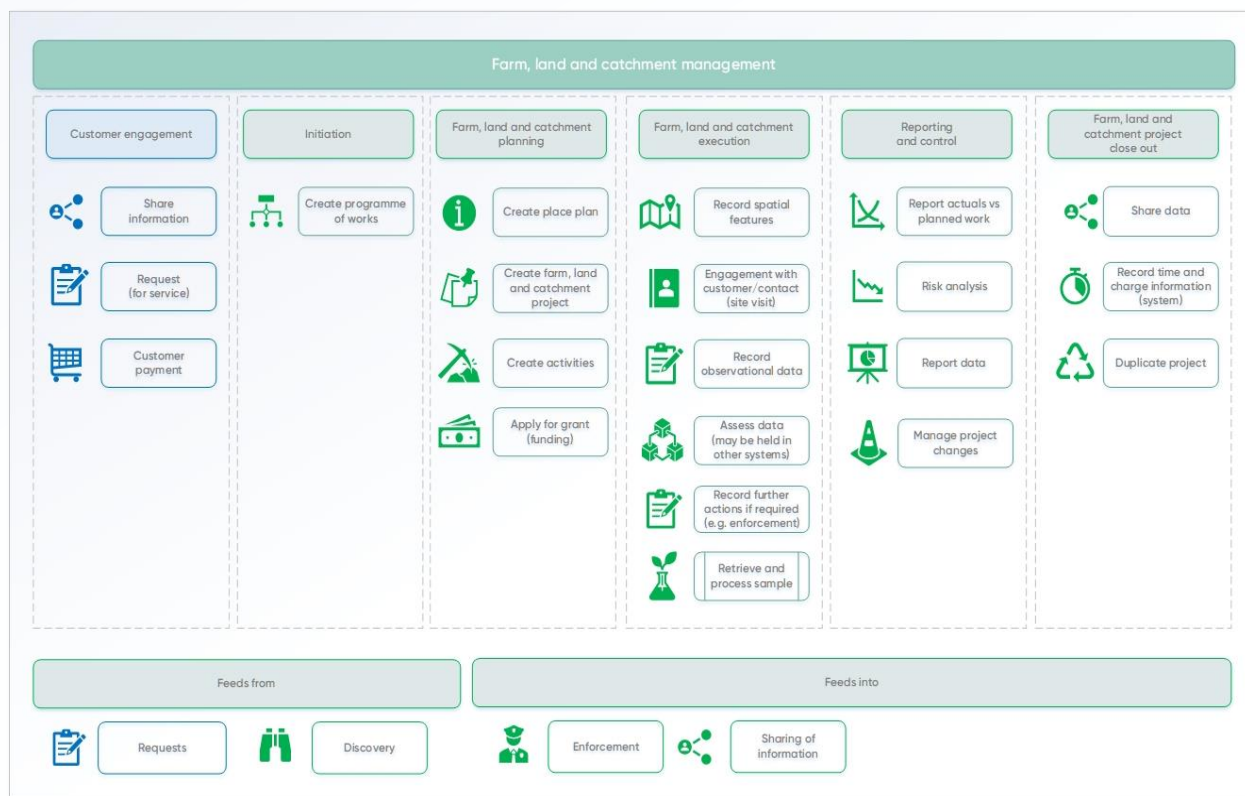 Farm, land and catchment management
Customer engagement
Share
information
Request
(for service)
Customer
payment
Initiation
Create programme
of works
Farm, land and catchment
planning
Create place plan
Create farm, land
and catchment
project
Create activities
Apply for grant
(funding)
Farm, land and catchment
execution
Record spatial
features
Engagement with
customer/contact
(site visit)
Record
observational data
Assess data
(may be held in
other systems)
Record further
actions if required
(e.g. enforcement)
Retrieve and
process sample
Reporting
and control
Report actuals vs
planned work
Risk analysis
Report data
Manage project
changes
Farm, land and
catchment project
close out
Share data
Record time and
charge information
(system)
Duplicate project
Feeds from
Requests
Discovery
Feeds into
Enforcement
Sharing of
information